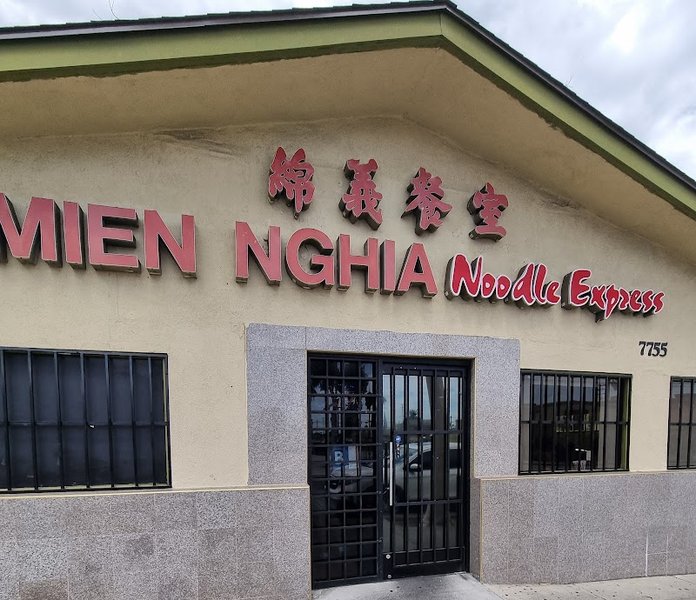 綿義餐室
MIEN NGHIA Noodle Express
7755
B